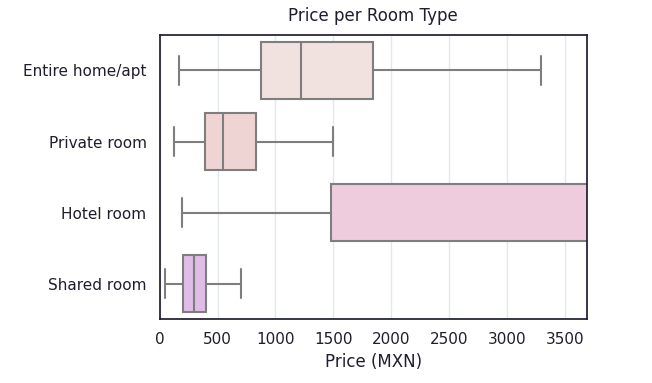 Price per Room Type
Entire home/apt
Private room
Hotel room
Shared room
0 500 1000 1500 2000 2500 3000 3500
Price (MXN)